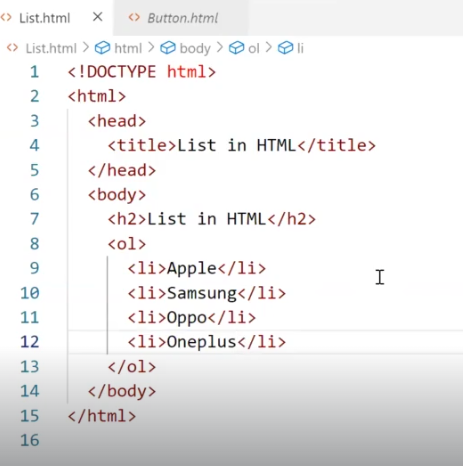 List.html Button.html
List.html > html > body > ol > li
1 <!DOCTYPE html>
2 <html>
3 <head>
4 <title>List in HTML</title>
5 </head>
6 <body>
7 <h2>List in HTML</h2>
8 <ol>
9 <li>Apple</li>
10 <li>Samsung</li>
11 <li>Oppo</li>
12 <li>Oneplus</li>
13 </ol>
14 </body>
15 </html>
16